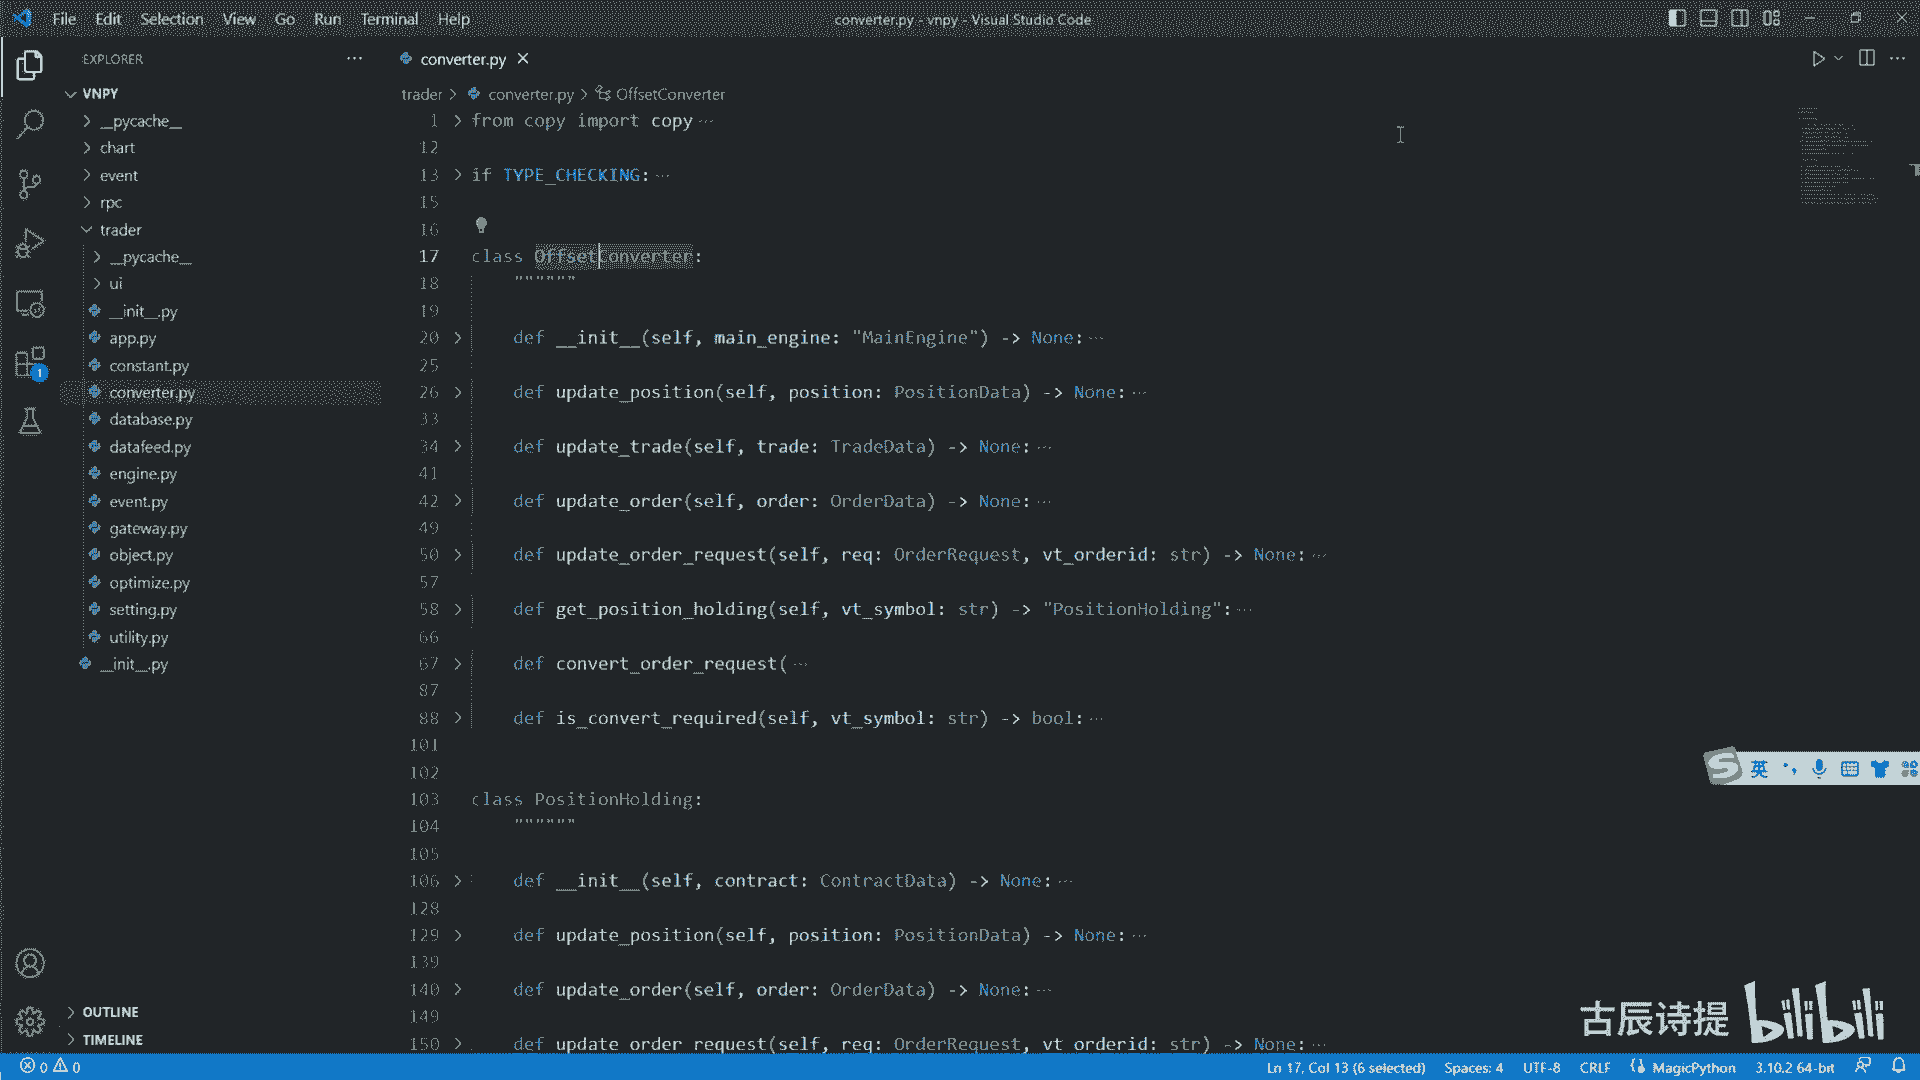 File Edit Selection View Go Run Terminal Help
converter.py - vnpy - Visual Studio Code
EXPLORER
VNPY
__pycache__
chart
event
rpc
trader
__pycache__
ui
__init__.py
app.py
constant.py
converter.py
database.py
datafeed.py
engine.py
event.py
gateway.py
object.py
optimize.py
setting.py
utility.py
__init__.py
OUTLINE
TIMELINE
converter.py
trader > converter.py > OffsetConverter
1 from copy import copy
12
13 if TYPE_CHECKING:
15
16
17 class OffsetConverter:
18 """"""
19
20 def __init__(self, main_engine: "MainEngine") -> None:
26 def update_position(self, position: PositionData) -> None:
33
34 def update_trade(self, trade: TradeData) -> None:
41
42 def update_order(self, order: OrderData) -> None:
49
50 def update_order_request(self, req: OrderRequest, vt_orderid: str) -> None:
57
58 def get_position_holding(self, vt_symbol: str) -> "PositionHolding":
66
67 def convert_order_request(
87
88 def is_convert_required(self, vt_symbol: str) -> bool:
101
102
103 class PositionHolding:
104 """"""
105
106 def __init__(self, contract: ContractData) -> None:
128
129 def update_position(self, position: PositionData) -> None:
139
140 def update_order(self, order: OrderData) -> None:
149
150 def update_order_request(self, req: OrderRequest, vt_orderid: str) -> None:
英
古辰诗提 bilibili
0 0
Ln 17, Col 13 (6 selected) Spaces: 4 UTF-8 CRLF MagicPython 3.10.2 64-bit